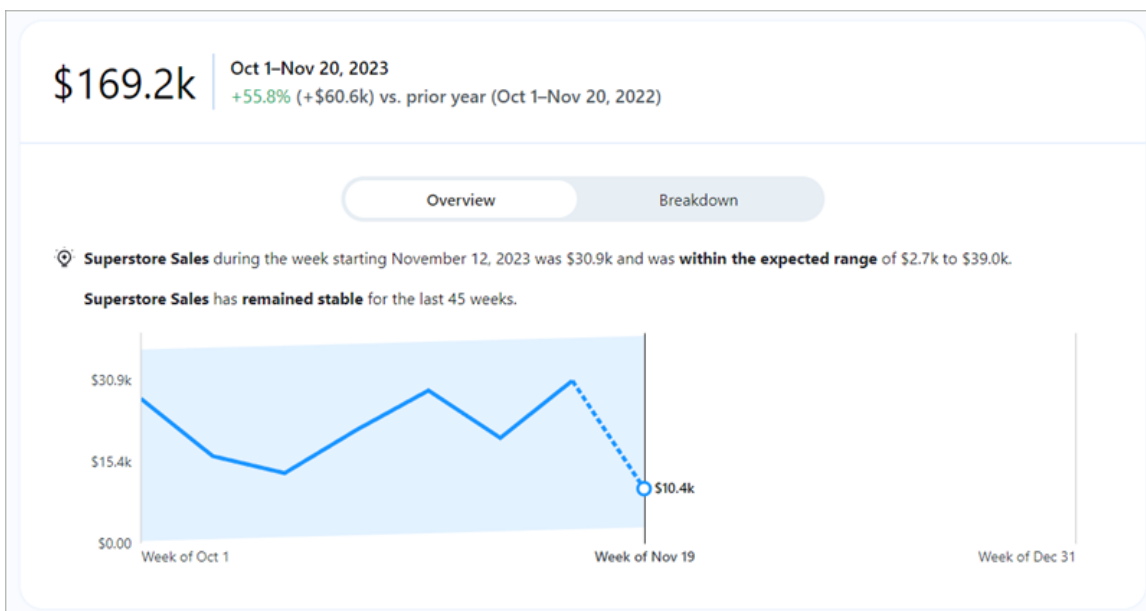 $169.2k
Oct 1–Nov 20, 2023
+55.8% (+$60.6k) vs. prior year (Oct 1–Nov 20, 2022)
Overview
Breakdown
Superstore Sales during the week starting November 12, 2023 was $30.9k and was within the expected range of $2.7k to $39.0k.
Superstore Sales has remained stable for the last 45 weeks.
$30.9k
$15.4k
$10.4k
$0.00
Week of Oct 1
Week of Nov 19
Week of Dec 31